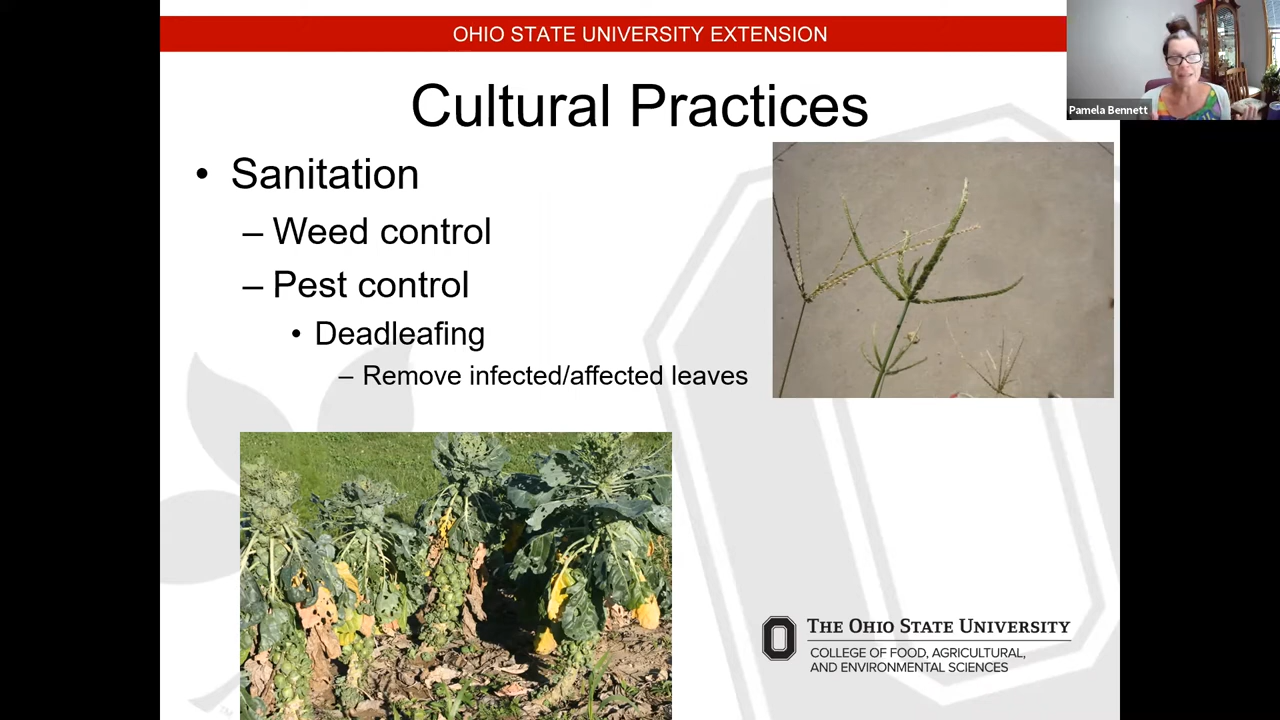 OHIO STATE UNIVERSITY EXTENSION
Pamela Bennett
Cultural Practices
• Sanitation
– Weed control
– Pest control
• Deadleafing
– Remove infected/affected leaves
THE OHIO STATE UNIVERSITY
COLLEGE OF FOOD, AGRICULTURAL,
AND ENVIRONMENTAL SCIENCES
TM